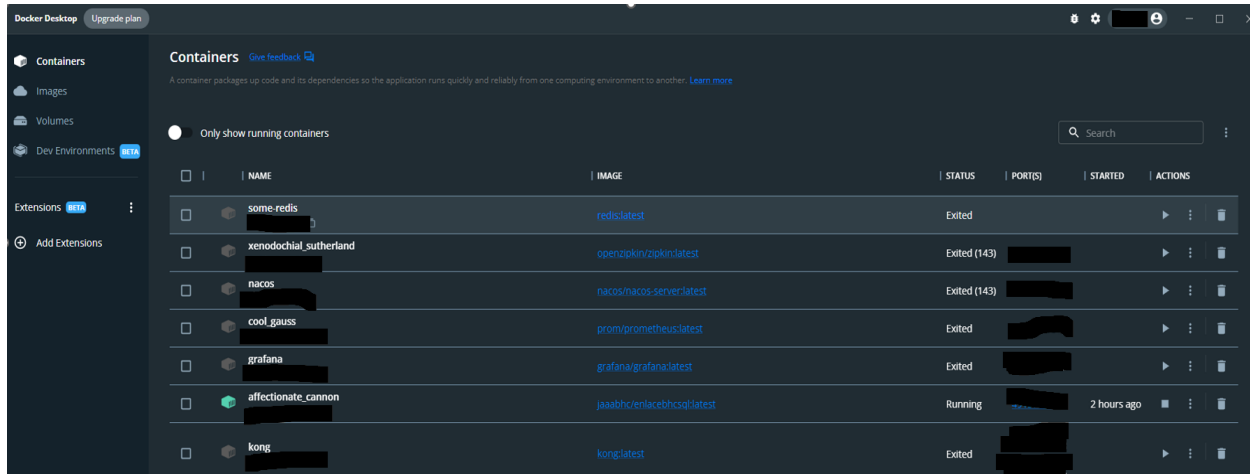 Docker Desktop Upgrade plan
Containers
Images
Volumes
Dev Environments BETA
Extensions BETA
Add Extensions
Containers Give feedback
A container packages up code and its dependencies so the application runs quickly and reliably from one computing environment to another. Learn more
Only show running containers
Search
NAME IMAGE STATUS PORT(S) STARTED ACTIONS
some-redis redis:latest Exited
xenodochial_sutherland openzipkin/zipkin:latest Exited (143)
nacos nacos/nacos-server:latest Exited (143)
cool_gauss prom/prometheus:latest Exited
grafana grafana/grafana:latest Exited
affectionate_cannon jaaabhc/enlacebhcsql:latest Running 2 hours ago
kong kong:latest Exited